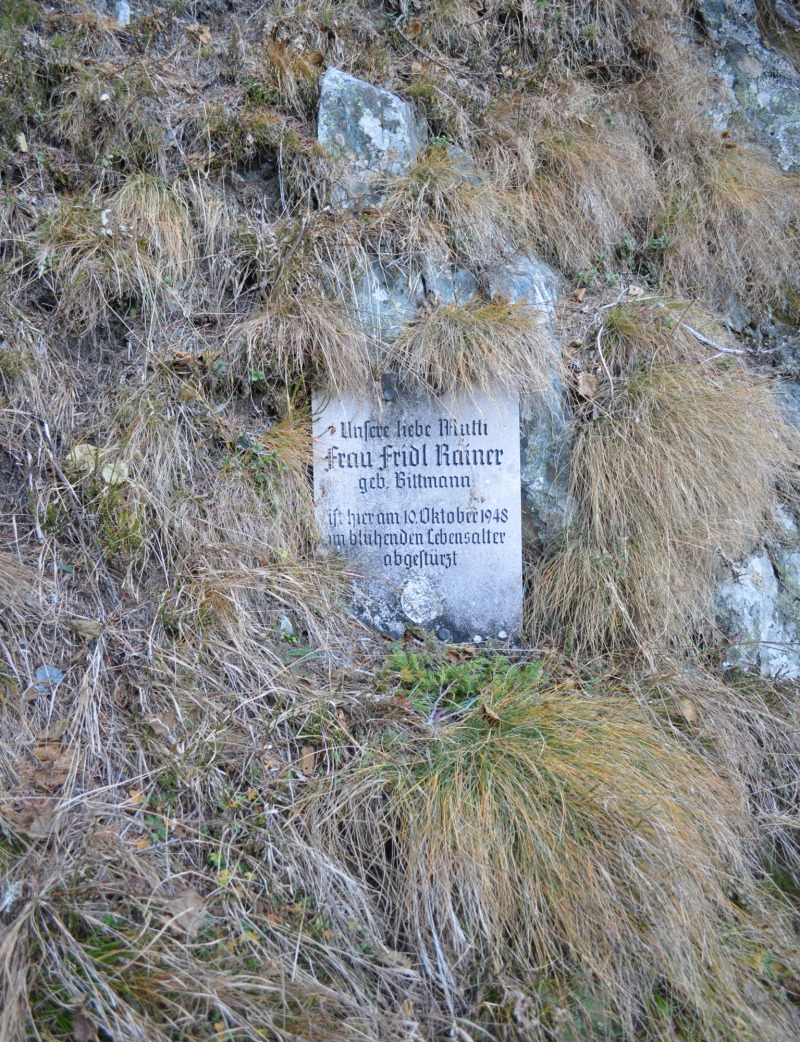 Unsere liebe Mutti
Frau Fridl Rainer
geb. Bittmann
ist hier am 10. Oktober 1948
im blühenden Lebensalter
abgestürzt